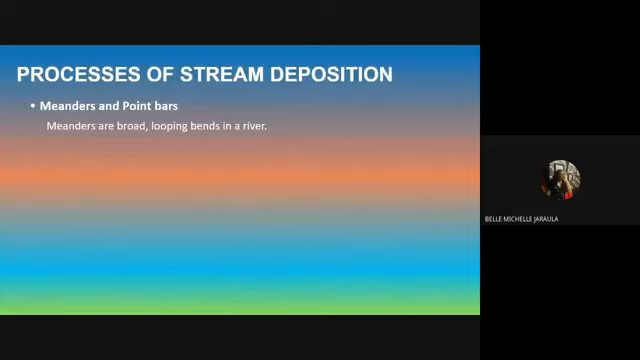 PROCESSES OF STREAM DEPOSITION
• Meanders and Point bars
Meanders are broad, looping bends in a river.
BELLE MICHELLE JARAULA